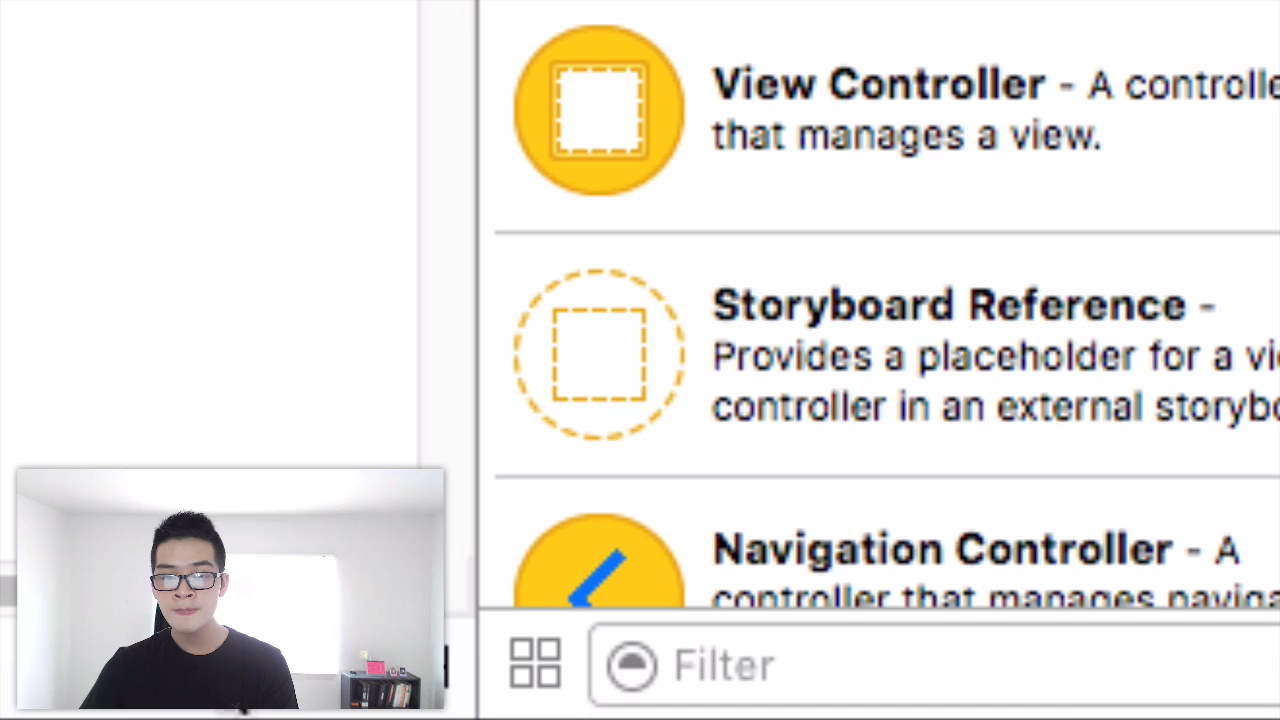 View Controller - A controlle
that manages a view.
Storyboard Reference -
Provides a placeholder for a vi
controller in an external storybo
Navigation Controller - A
controller that manages naviga
Filter